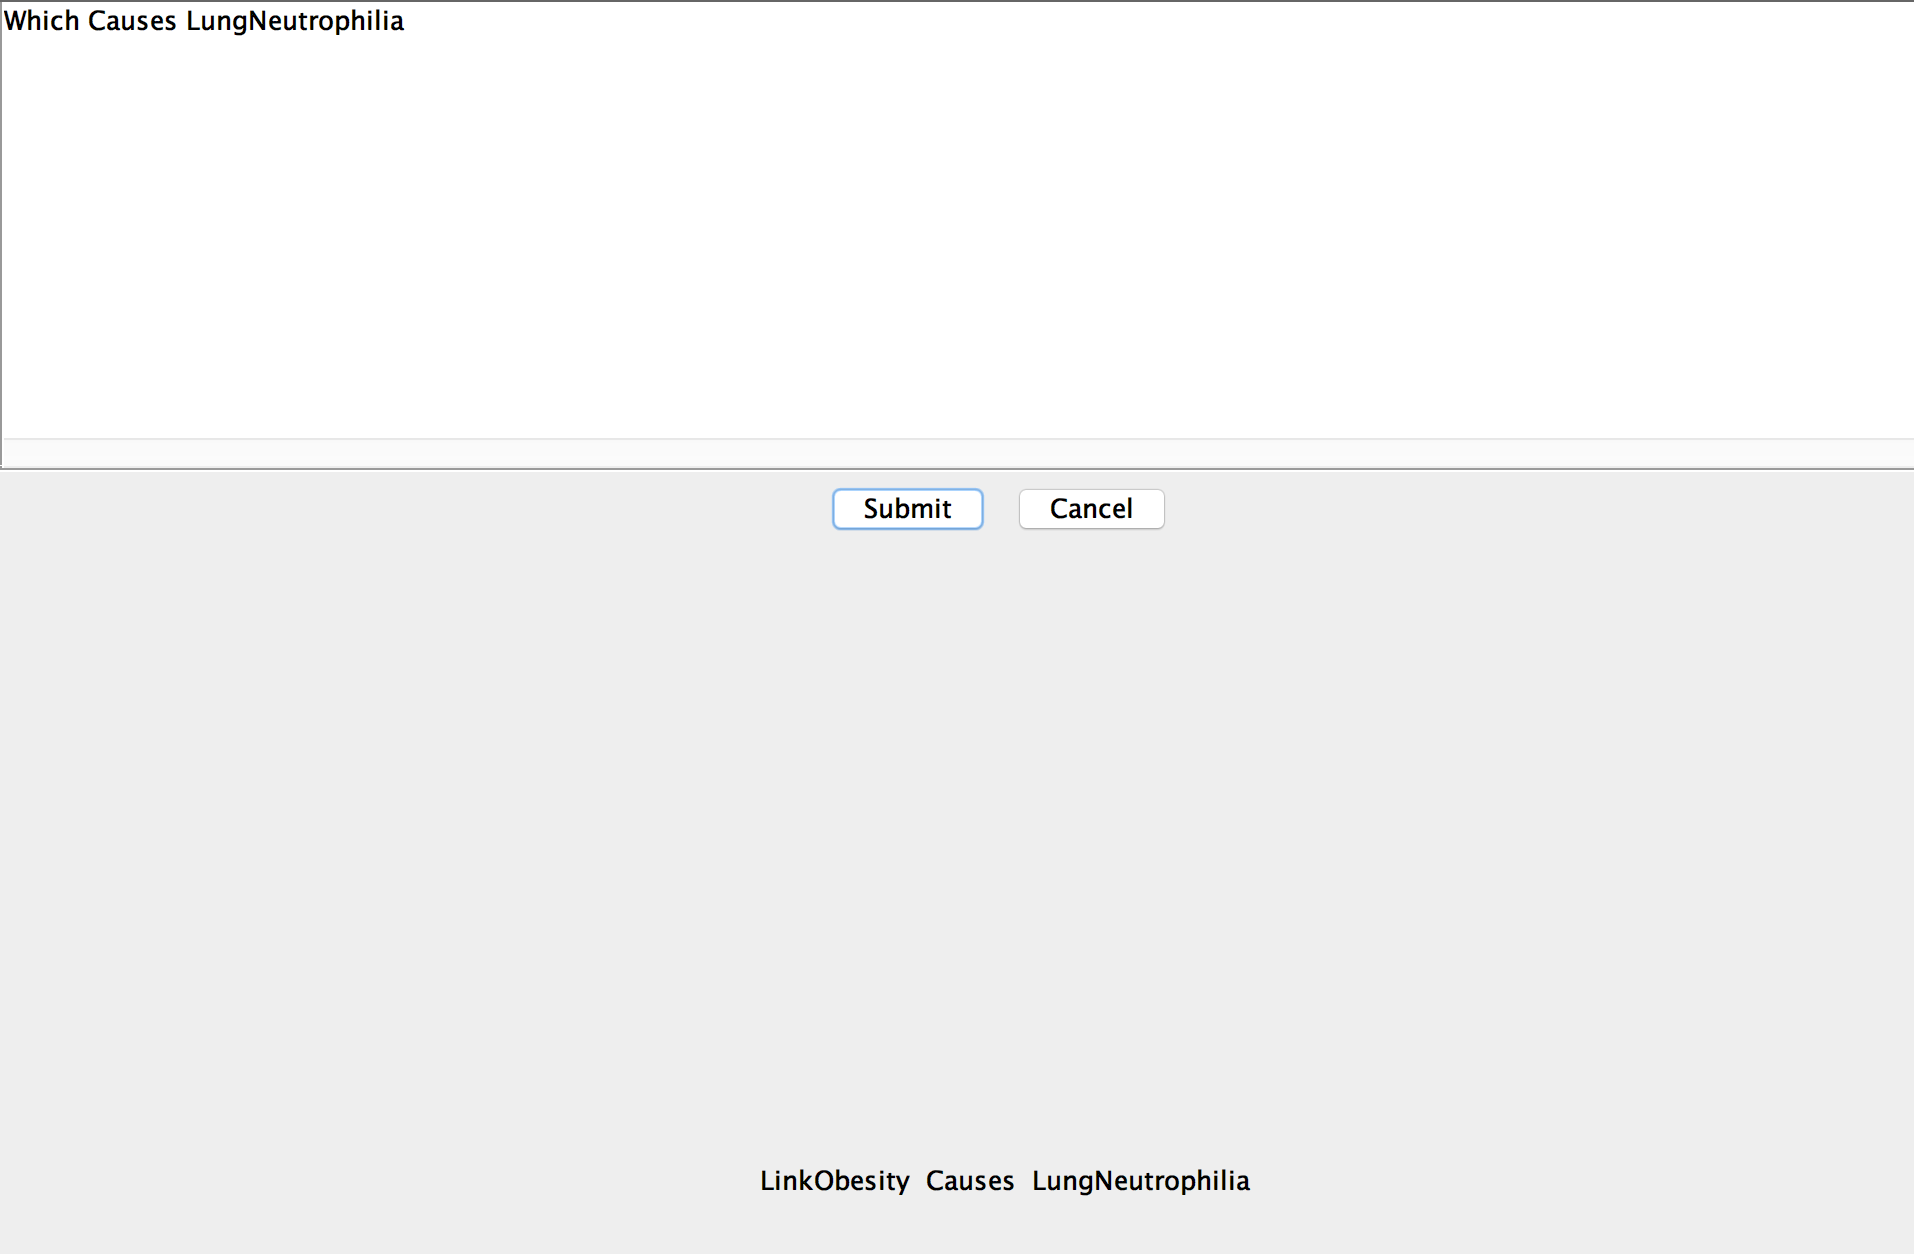 Which Causes LungNeutrophilia
Submit Cancel
LinkObesity Causes LungNeutrophilia